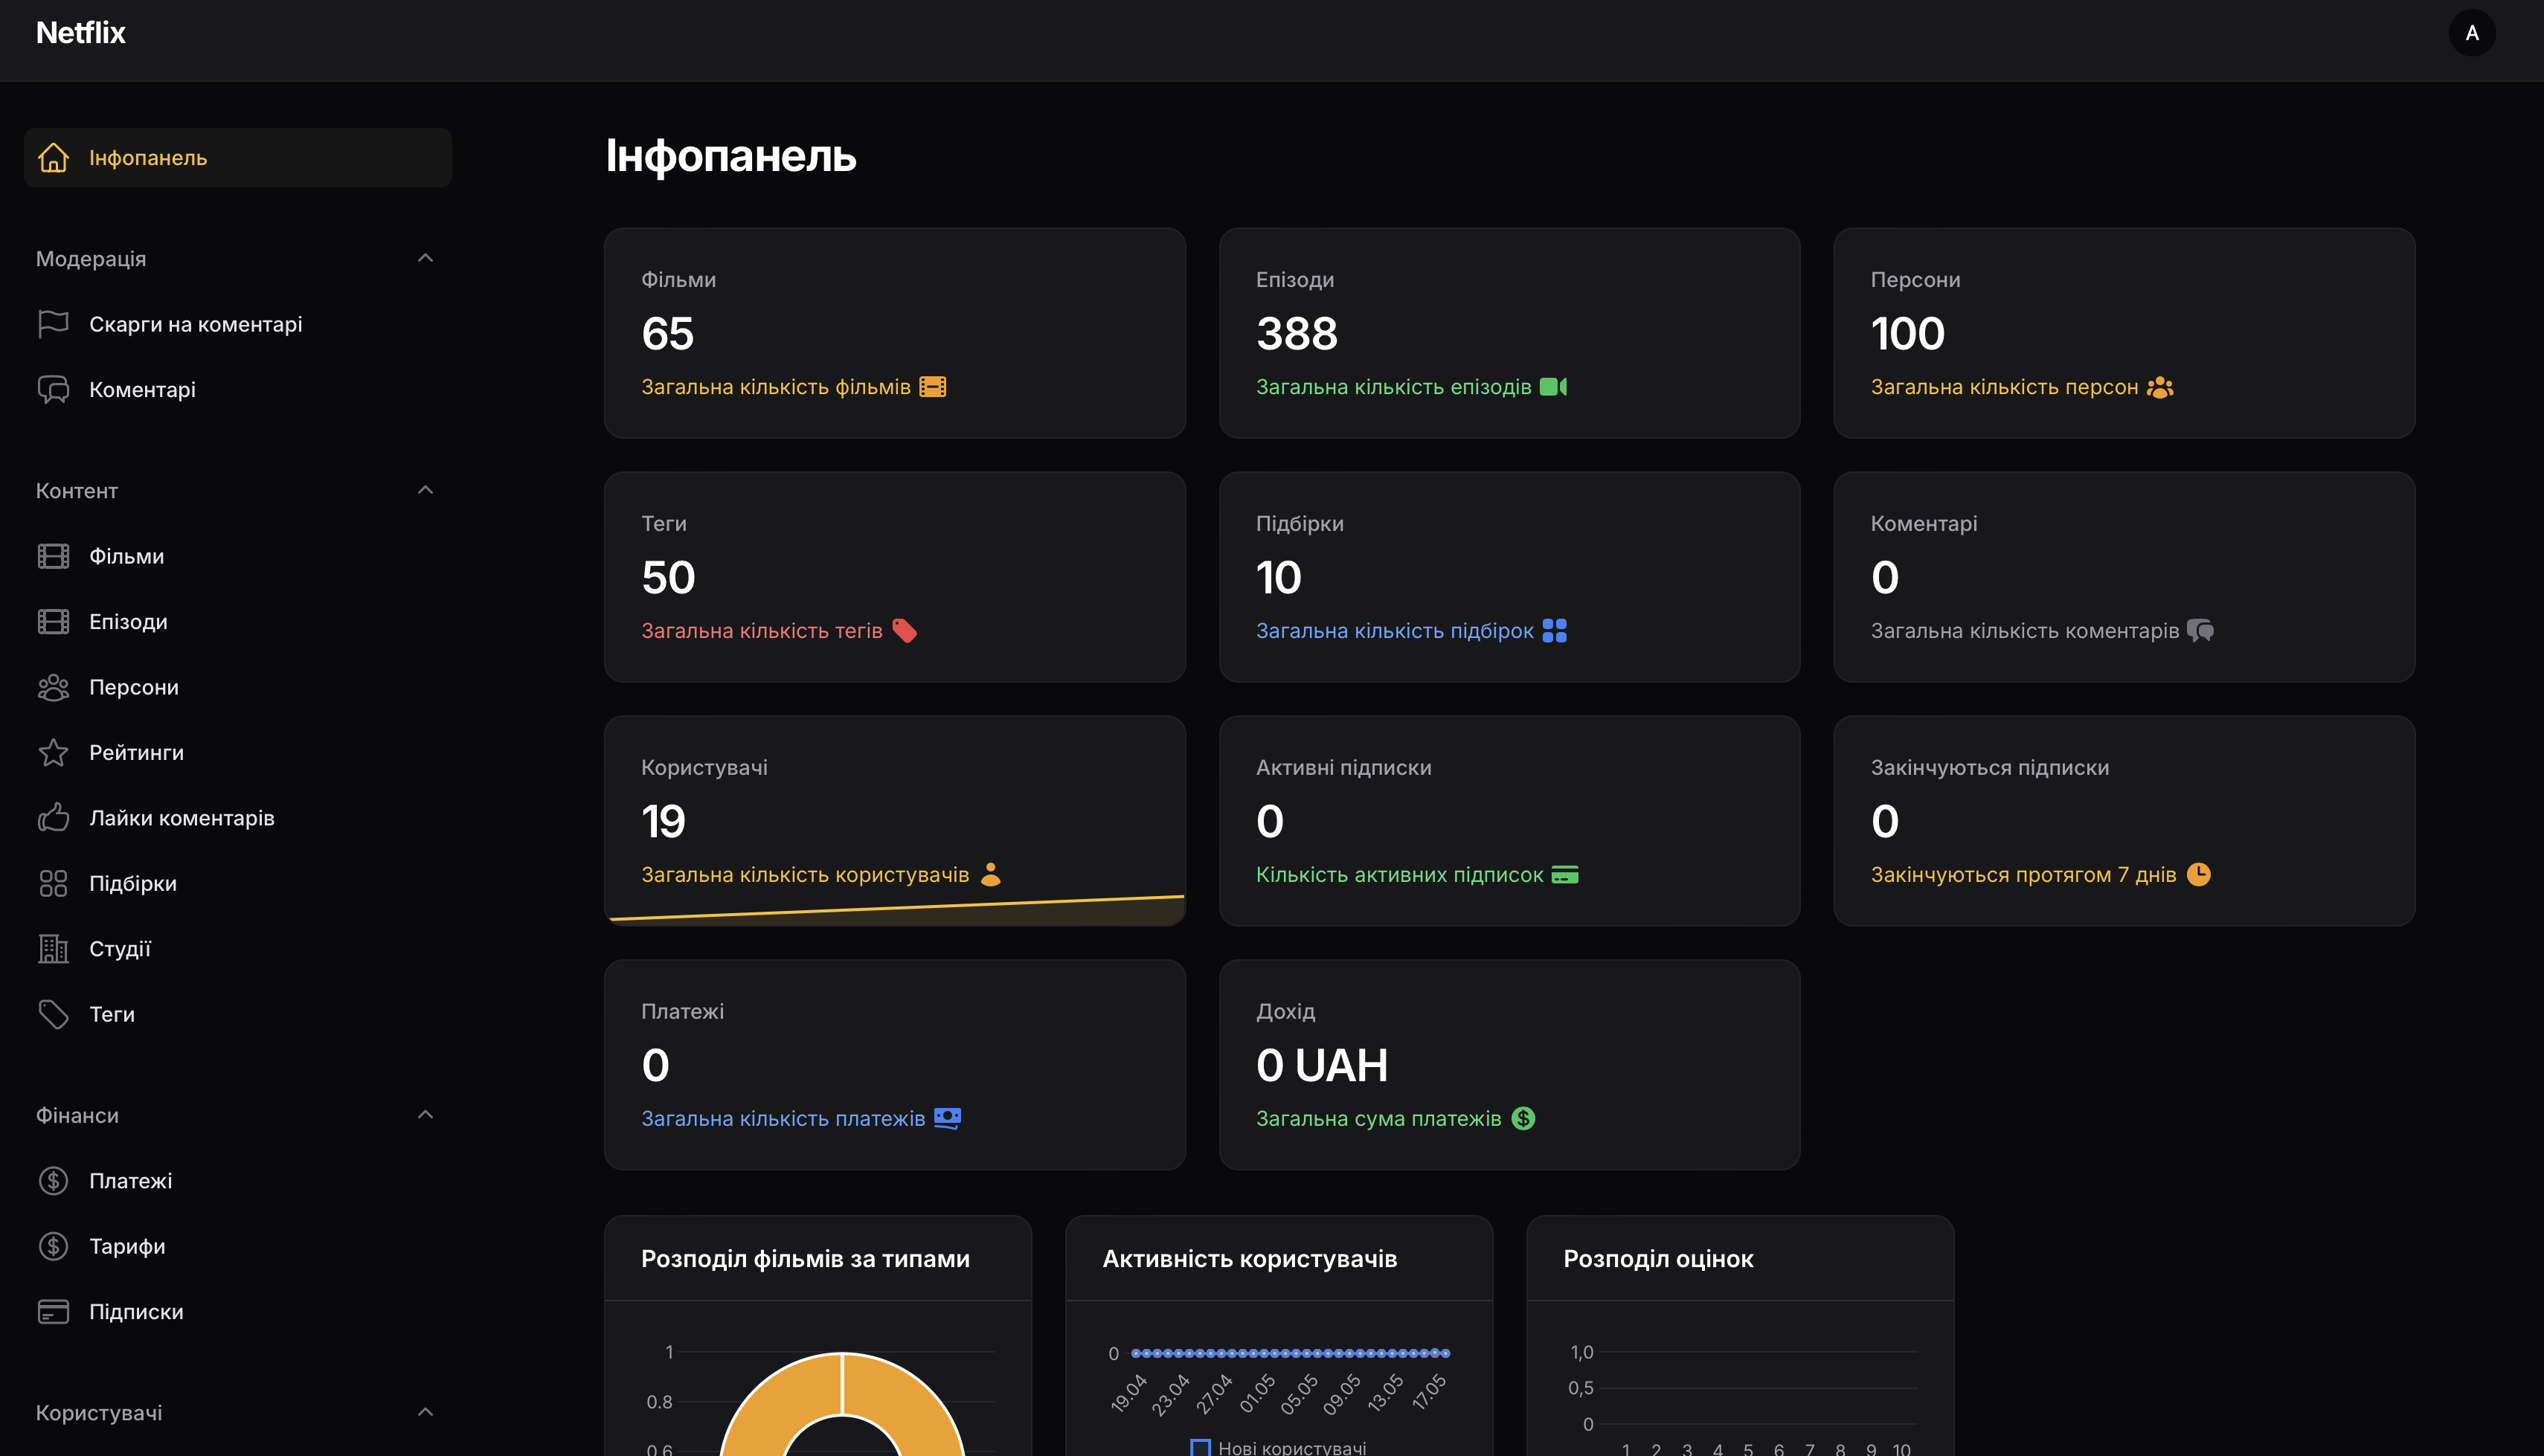 Netflix
A
Інфопанель
Модерація
Скарги на коментарі
Коментарі
Контент
Фільми
Епізоди
Персони
Рейтинги
Лайки коментарів
Підбірки
Студії
Теги
Фінанси
Платежі
Тарифи
Підписки
Користувачі
Інфопанель
Фільми
65
Загальна кількість фільмів
Епізоди
388
Загальна кількість епізодів
Персони
100
Загальна кількість персон
Теги
50
Загальна кількість тегів
Підбірки
10
Загальна кількість підбірок
Коментарі
0
Загальна кількість коментарів
Користувачі
19
Загальна кількість користувачів
Активні підписки
0
Кількість активних підписок
Закінчуються підписки
0
Закінчуються протягом 7 днів
Платежі
0
Загальна кількість платежів
Дохід
0 UAH
Загальна сума платежів
Розподіл фільмів за типами
1
0.8
0.6
Активність користувачів
0
19.04 23.04 27.04 01.05 05.05 09.05 13.05 17.05
Нові користувачі
Розподіл оцінок
1,0
0,5
0
1 2 3 4 5 6 7 8 9 10